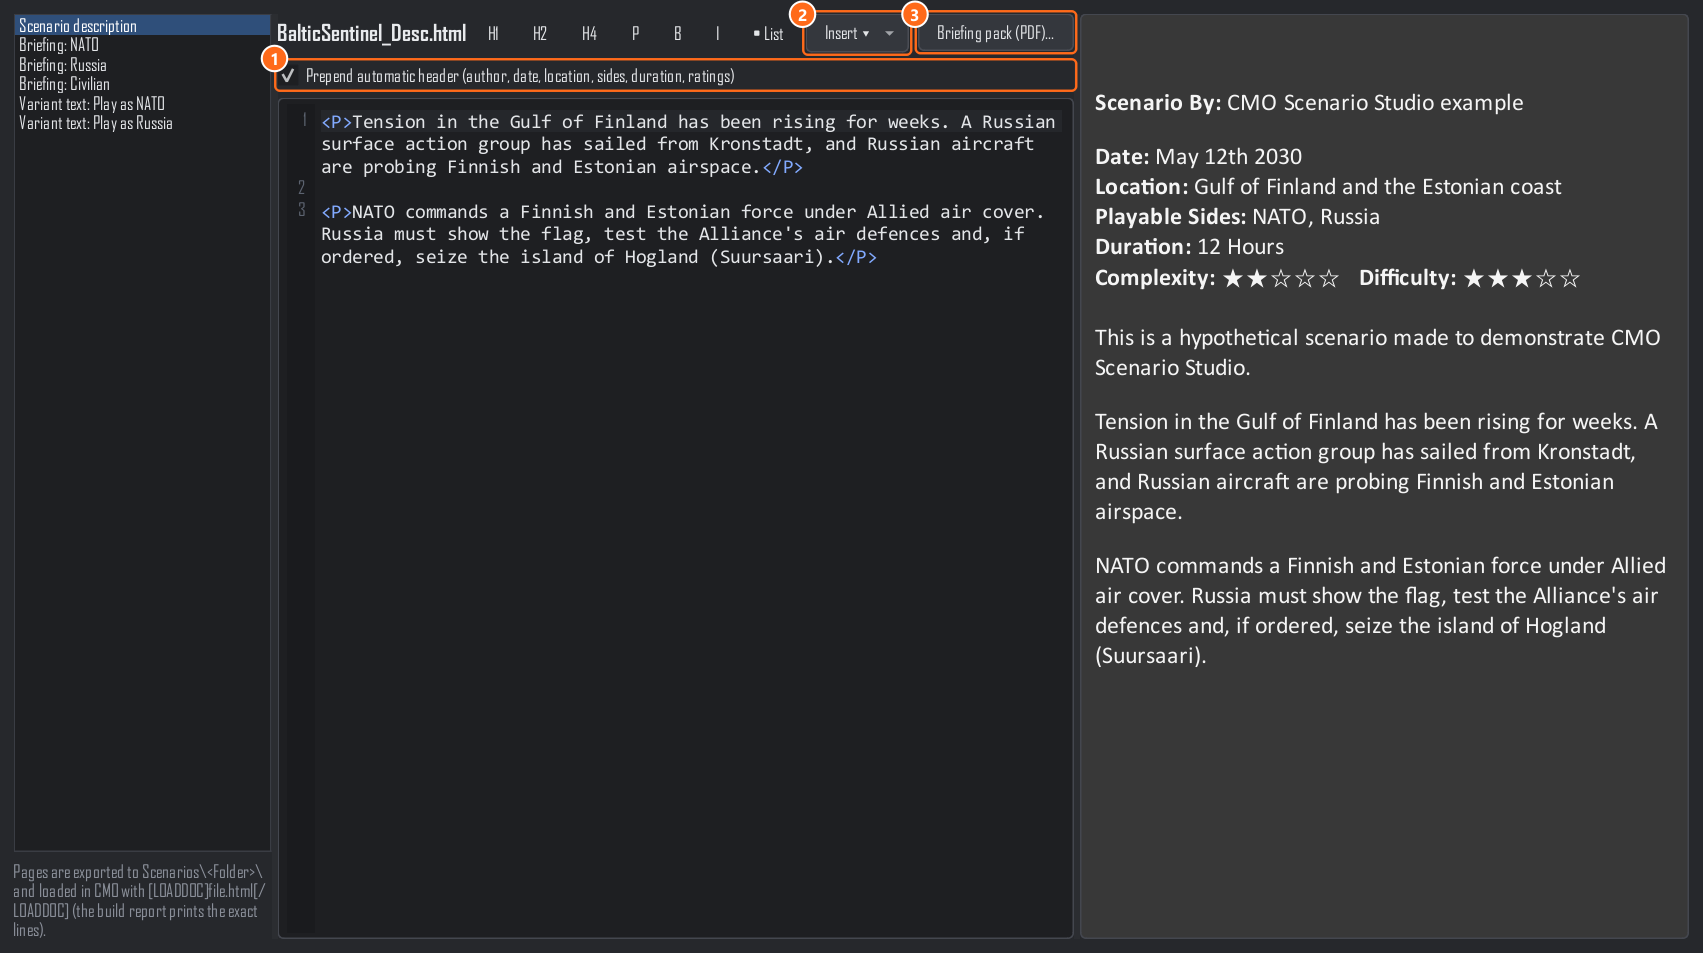 Scenario description
Briefing: NATO
Briefing: Russia
Briefing: Civilian
Variant text: Play as NATO
Variant text: Play as Russia
Pages are exported to Scenarios\<Folder>\
and loaded in CMO with [LOADDOC]file.html[/
LOADDOC] (the build report prints the exact
lines).
BalticSentinel_Desc.html H1 H2 H4 P B I ▪ List 2 Insert ▾ 3 Briefing pack (PDF)...
1 ✓ Prepend automatic header (author, date, location, sides, duration, ratings)
1 <P>Tension in the Gulf of Finland has been rising for weeks. A Russian
surface action group has sailed from Kronstadt, and Russian aircraft
are probing Finnish and Estonian airspace.</P>
2
3 <P>NATO commands a Finnish and Estonian force under Allied air cover.
Russia must show the flag, test the Alliance's air defences and, if
ordered, seize the island of Hogland (Suursaari).</P>
Scenario By: CMO Scenario Studio example
Date: May 12th 2030
Location: Gulf of Finland and the Estonian coast
Playable Sides: NATO, Russia
Duration: 12 Hours
Complexity: ★★☆☆☆ Difficulty: ★★★☆☆
This is a hypothetical scenario made to demonstrate CMO
Scenario Studio.
Tension in the Gulf of Finland has been rising for weeks. A
Russian surface action group has sailed from Kronstadt,
and Russian aircraft are probing Finnish and Estonian
airspace.
NATO commands a Finnish and Estonian force under Allied
air cover. Russia must show the flag, test the Alliance's air
defences and, if ordered, seize the island of Hogland
(Suursaari).